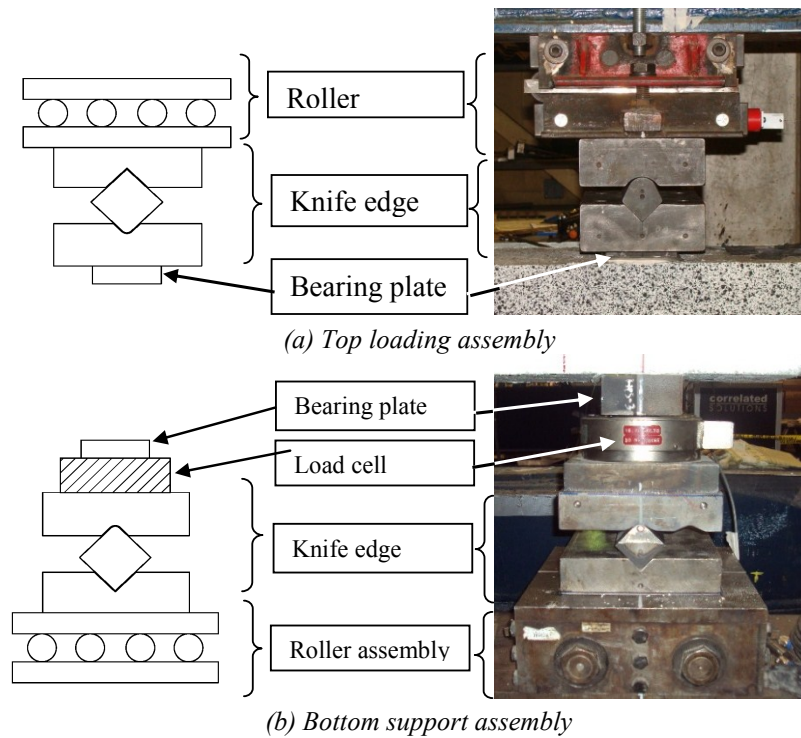 Roller
Knife edge
Bearing plate
(a) Top loading assembly
Bearing plate
correlated
SOLUTIONS
Load cell
Knife edge
Roller assembly
(b) Bottom support assembly